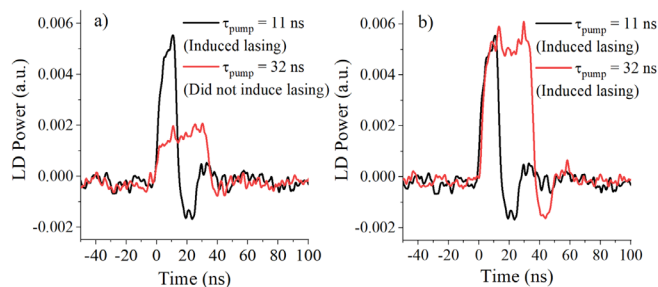 a)
τpump = 11 ns
(Induced lasing)
τpump = 32 ns
(Did not induce lasing)
LD Power (a.u.)
0.006
0.004
0.002
0.000
-0.002
-40 -20 0 20 40 60 80 100
Time (ns)
b)
τpump = 11 ns
(Induced lasing)
τpump = 32 ns
(Induced lasing)
LD Power (a.u.)
0.006
0.004
0.002
0.000
-0.002
-40 -20 0 20 40 60 80 100
Time (ns)